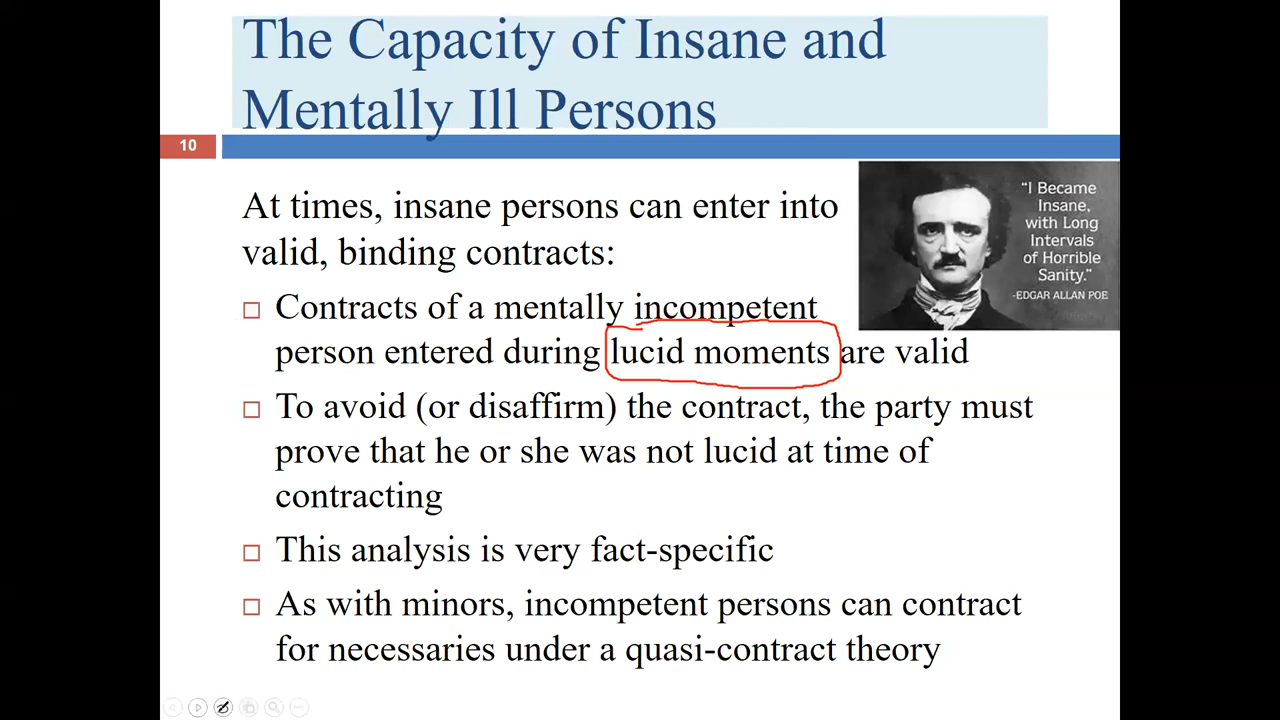 The Capacity of Insane and
Mentally Ill Persons
10
At times, insane persons can enter into
valid, binding contracts:
Contracts of a mentally incompetent
person entered during lucid moments are valid
To avoid (or disaffirm) the contract, the party must
prove that he or she was not lucid at time of
contracting
This analysis is very fact-specific
As with minors, incompetent persons can contract
for necessaries under a quasi-contract theory
“I Became
Insane,
with Long
Intervals
of Horrible
Sanity.”
-EDGAR ALLAN POE